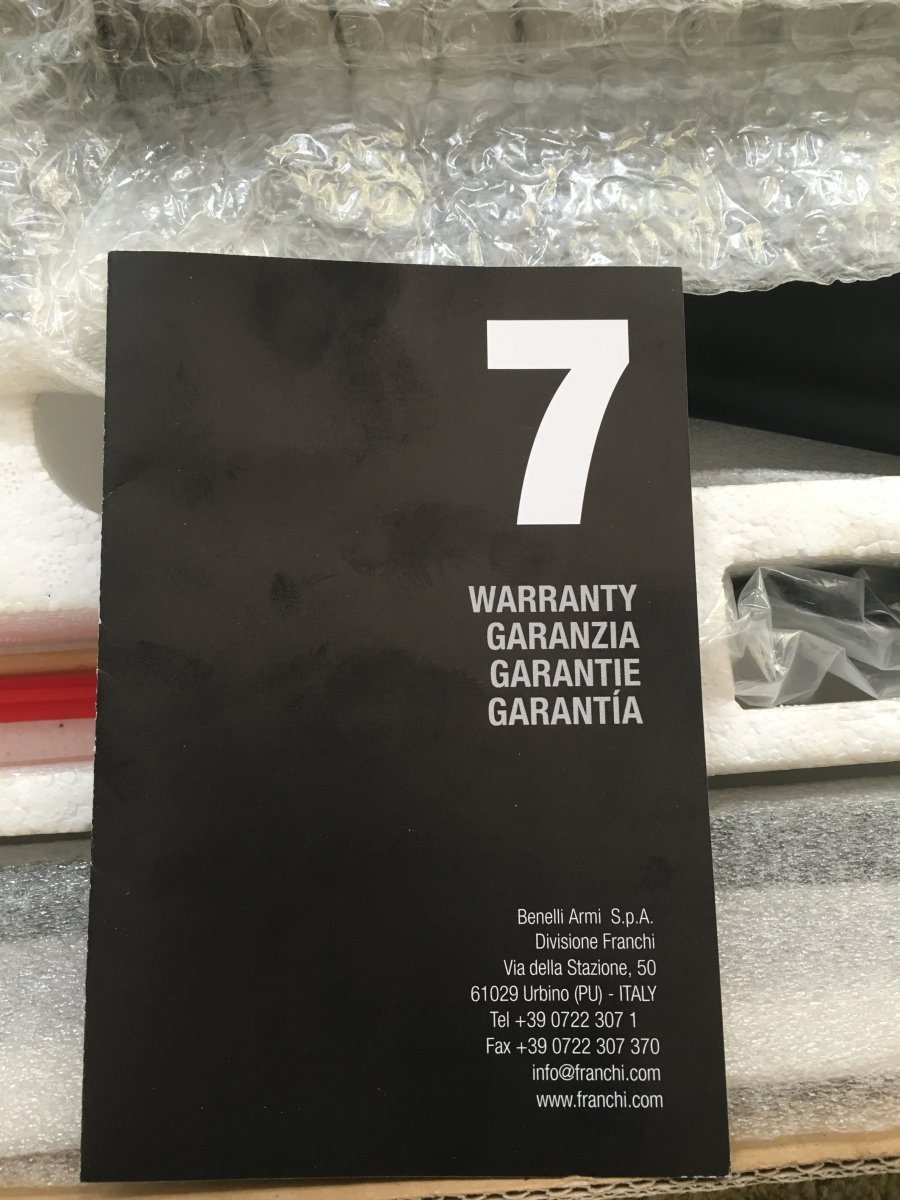 7
WARRANTY
GARANZIA
GARANTIE
GARANTÍA
Benelli Armi S.p.A.
Divisione Franchi
Via della Stazione, 50
61029 Urbino (PU) - ITALY
Tel +39 0722 307 1
Fax +39 0722 307 370
info@franchi.com
www.franchi.com